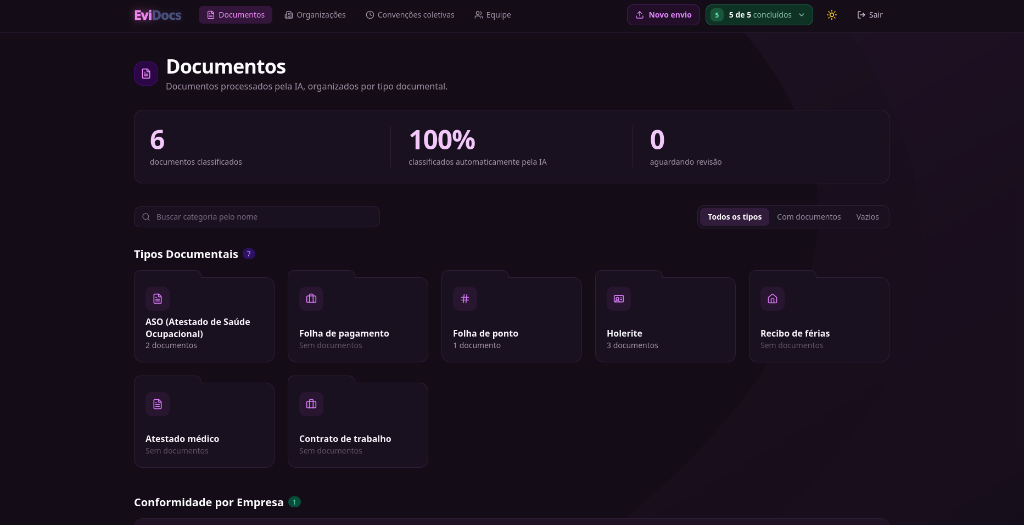 EviDocs
Documentos
Organizações
Convenções coletivas
Equipe
Novo envio
5
5 de 5 concluídos
Sair
Documentos
Documentos processados pela IA, organizados por tipo documental.
6
documentos classificados
100%
classificados automaticamente pela IA
0
aguardando revisão
Buscar categoria pelo nome
Todos os tipos
Com documentos
Vazios
Tipos Documentais 7
ASO (Atestado de Saúde
Ocupacional)
2 documentos
Folha de pagamento
Sem documentos
Folha de ponto
1 documento
Holerite
3 documentos
Recibo de férias
Sem documentos
Atestado médico
Sem documentos
Contrato de trabalho
Sem documentos
Conformidade por Empresa 1